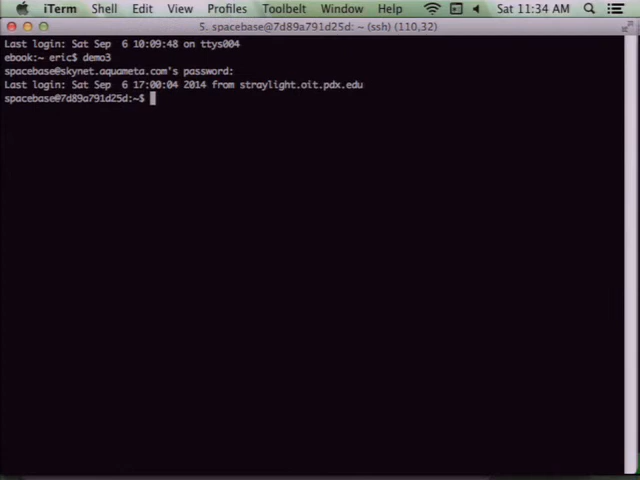 iTerm Shell Edit View Profiles Toolbelt Window Help Sat 11:34 AM
5. spacebase@7d89a791d25d: ~ (ssh) (110,32)
Last login: Sat Sep  6 10:09:48 on ttys004
ebook:~ eric$ demo3
spacebase@skynet.aquameta.com's password:
Last login: Sat Sep  6 17:00:04 2014 from straylight.oit.pdx.edu
spacebase@7d89a791d25d:~$